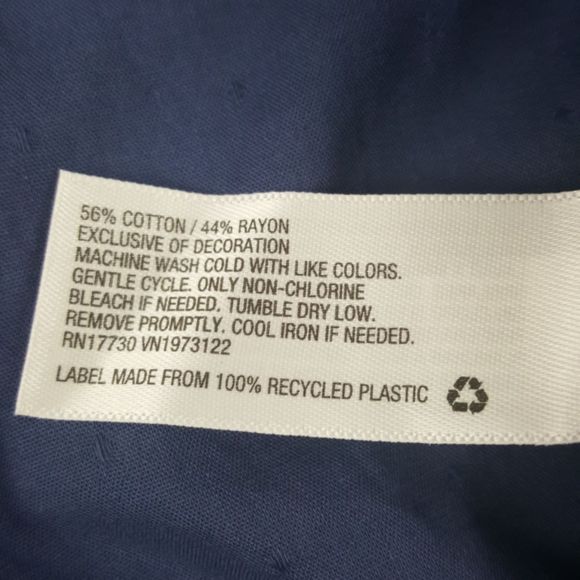 56% COTTON / 44% RAYON
EXCLUSIVE OF DECORATION
MACHINE WASH COLD WITH LIKE COLORS.
GENTLE CYCLE. ONLY NON-CHLORINE
BLEACH IF NEEDED. TUMBLE DRY LOW.
REMOVE PROMPTLY. COOL IRON IF NEEDED.
RN17730 VN1973122
LABEL MADE FROM 100% RECYCLED PLASTIC